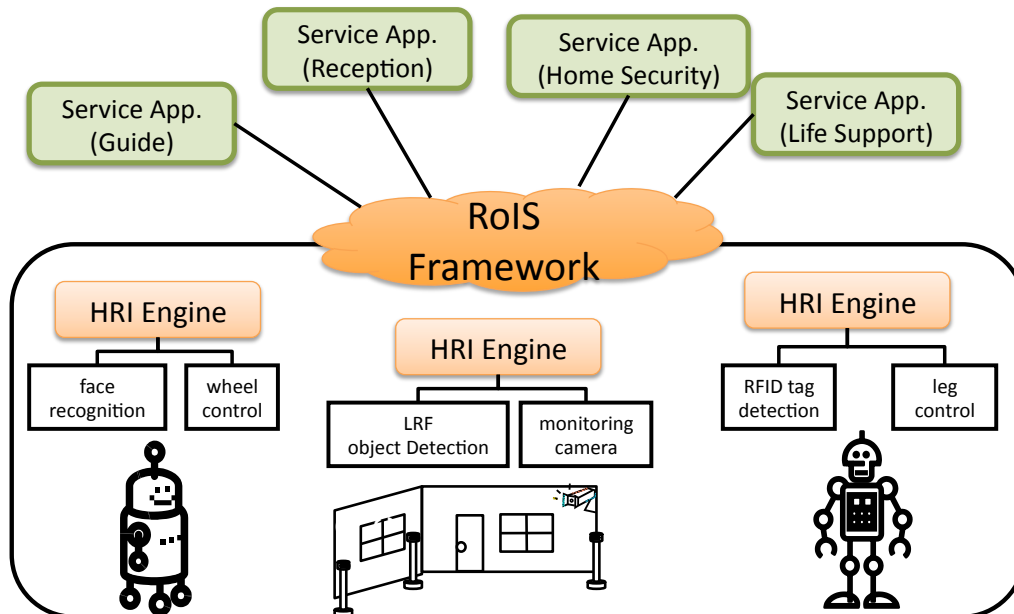 Service App.
(Guide)
Service App.
(Reception)
Service App.
(Home Security)
Service App.
(Life Support)
RoIS
Framework
HRI Engine
face
recognition
wheel
control
HRI Engine
LRF
object Detection
monitoring
camera
HRI Engine
RFID tag
detection
leg
control